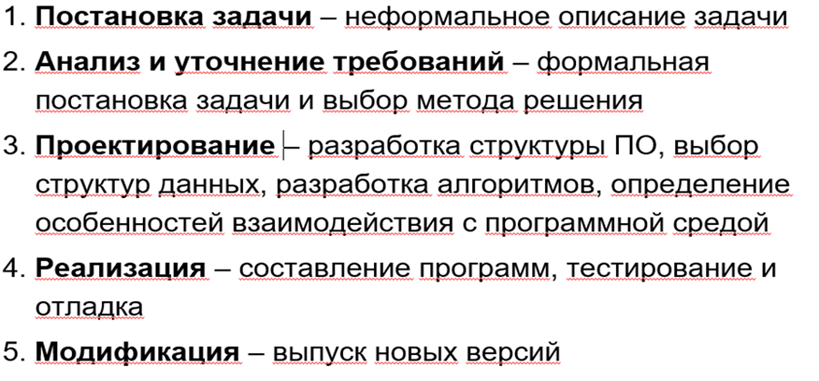 1. Постановка задачи – неформальное описание задачи
2. Анализ и уточнение требований – формальная
постановка задачи и выбор метода решения
3. Проектирование – разработка структуры ПО, выбор
структур данных, разработка алгоритмов, определение
особенностей взаимодействия с программной средой
4. Реализация – составление программ, тестирование и
отладка
5. Модификация – выпуск новых версий